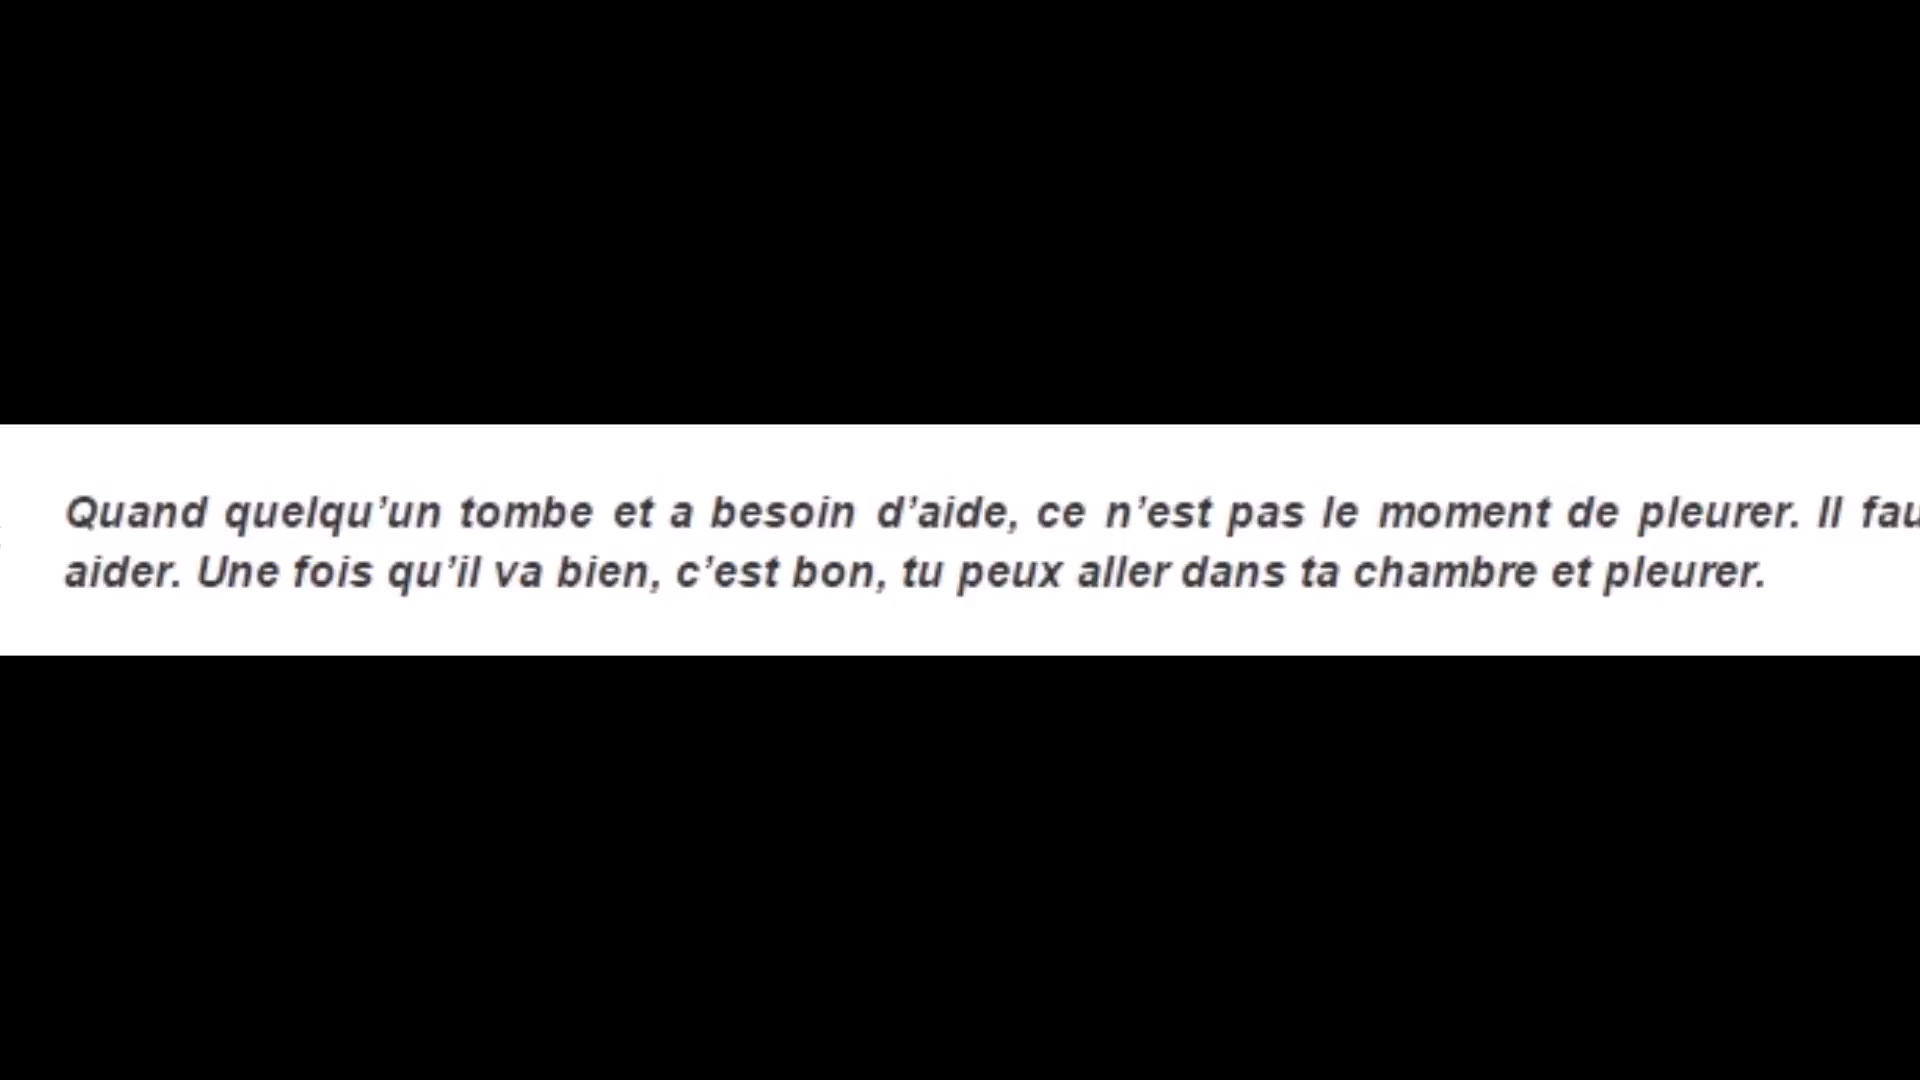 Quand quelqu’un tombe et a besoin d’aide, ce n’est pas le moment de pleurer. Il fau
aider. Une fois qu’il va bien, c’est bon, tu peux aller dans ta chambre et pleurer.